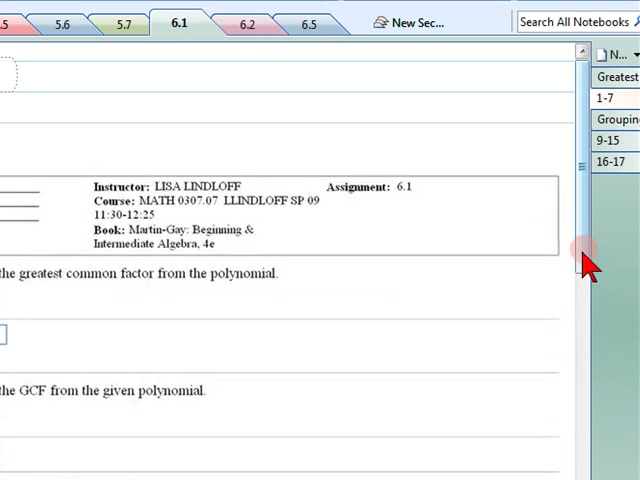 .5 5.6 5.7 6.1 6.2 6.5 New Sec... Search All Notebooks
N...
Greatest
1-7
Grouping
9-15
16-17
Instructor: LISA LINDLOFF Assignment: 6.1
Course: MATH 0307.07 LLINDLOFF SP 09
11:30-12:25
Book: Martin-Gay: Beginning &
Intermediate Algebra, 4e
the greatest common factor from the polynomial.
the GCF from the given polynomial.